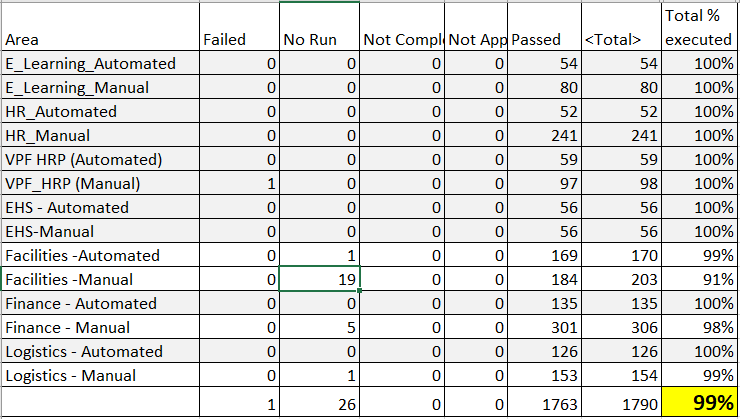 Total %
Area Failed No Run Not Compl Not App Passed <Total> executed
E_Learning_Automated 0 0 0 0 54 54 100%
E_Learning_Manual 0 0 0 0 80 80 100%
HR_Automated 0 0 0 0 52 52 100%
HR_Manual 0 0 0 0 241 241 100%
VPF HRP (Automated) 0 0 0 0 59 59 100%
VPF_HRP (Manual) 1 0 0 0 97 98 100%
EHS - Automated 0 0 0 0 56 56 100%
EHS-Manual 0 0 0 0 56 56 100%
Facilities -Automated 0 1 0 0 169 170 99%
Facilities -Manual 0 19 0 0 184 203 91%
Finance - Automated 0 0 0 0 135 135 100%
Finance - Manual 0 5 0 0 301 306 98%
Logistics - Automated 0 0 0 0 126 126 100%
Logistics - Manual 0 1 0 0 153 154 99%
1 26 0 0 1763 1790 99%